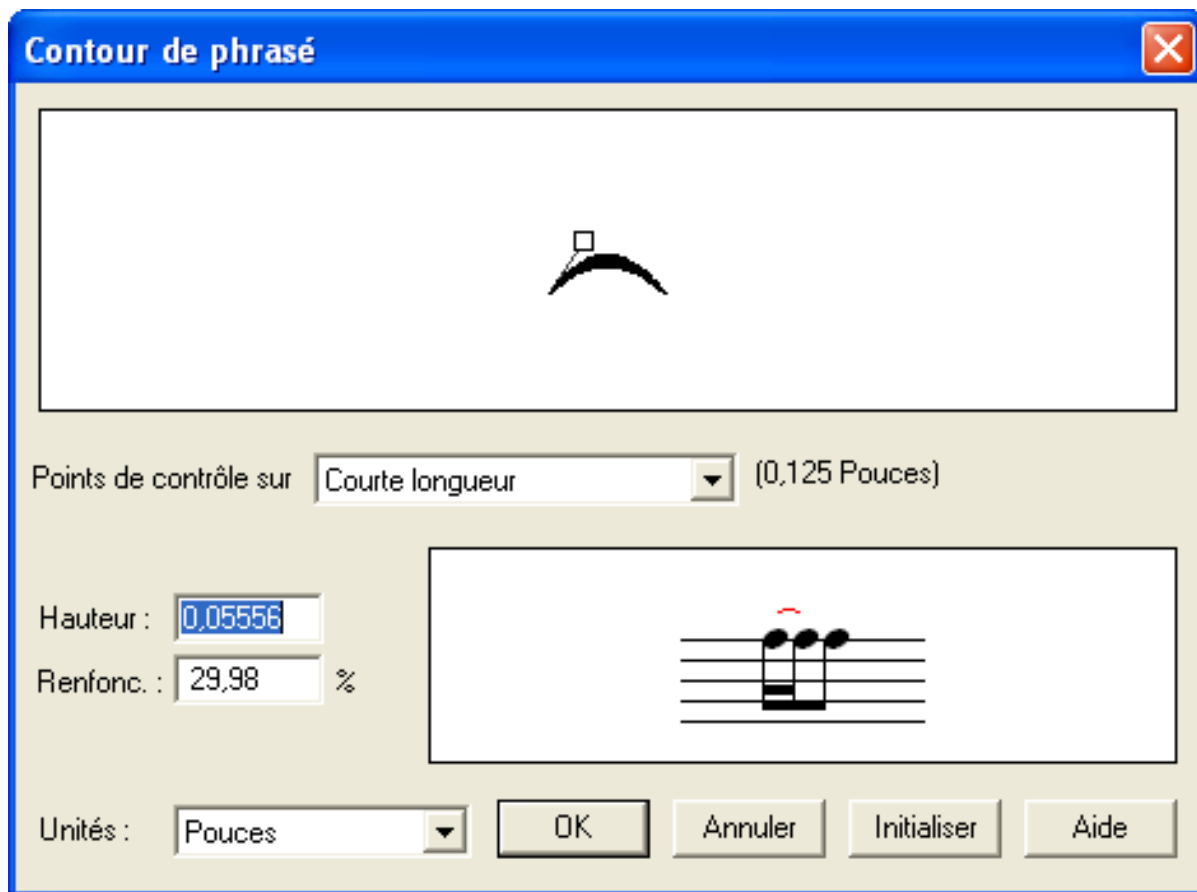 Contour de phrasé
Points de contrôle sur Courte longueur (0,125 Pouces)
Hauteur : 0,05556
Renfonc. : 29,98 %
Unités : Pouces OK Annuler Initialiser Aide